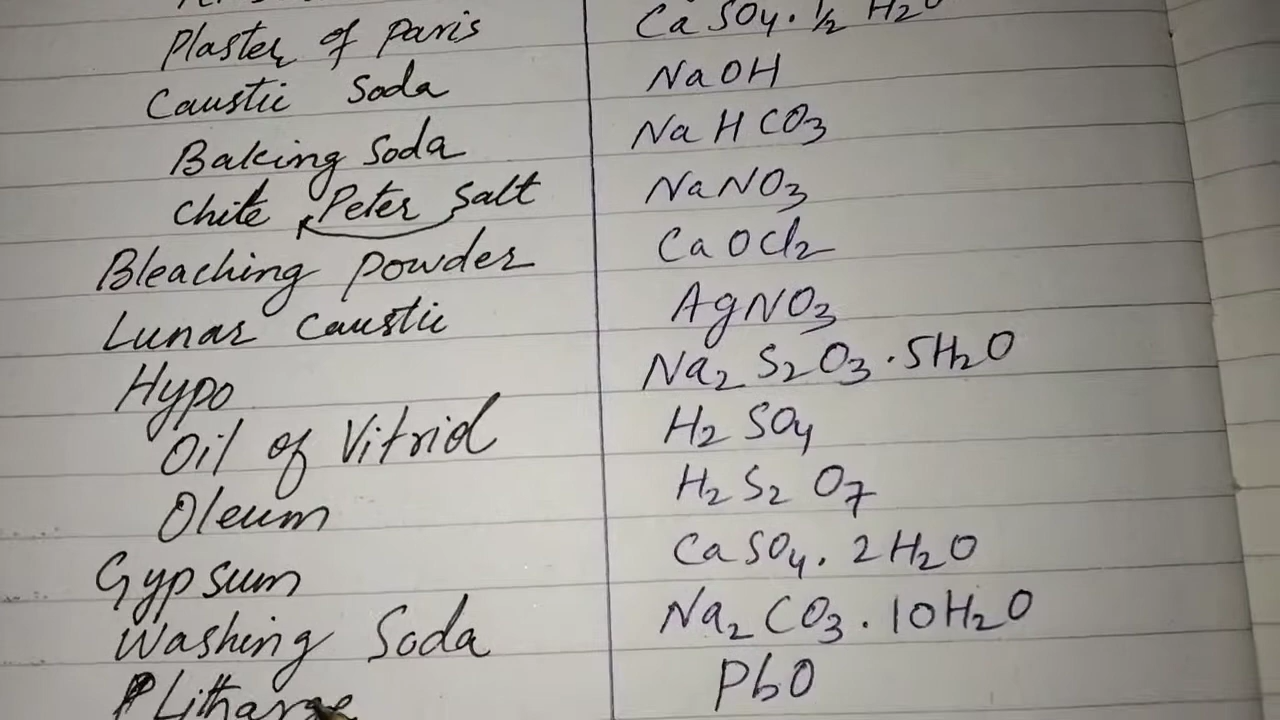 Plaster of Paris CaSO4. ½ H2O
Caustic Soda NaOH
Baking Soda NaHCO3
Chile Peter Salt NaNO3
Bleaching Powder CaOCl2
Lunar Caustic AgNO3
Hypo Na2 S2O3 . 5H2O
Oil of Vitriol H2SO4
Oleum H2S2O7
Gypsum CaSO4. 2H2O
Washing Soda Na2CO3. 10H2O
Litharge PbO